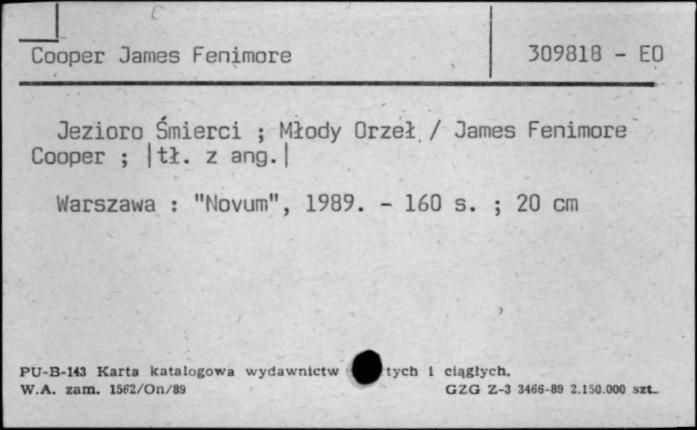 Cooper James Fenimore 309818 - EO
Jezioro Śmierci ; Młody Orzeł / James Fenimore
Cooper ; |tł. z ang.|
Warszawa : "Novum", 1989. - 160 s. ; 20 cm
PU-B-143 Karta katalogowa wydawnictw tych i ciągłych.
W.A. zam. 1562/On/89 GZG Z-3 3466-89 2.150.000 szt.